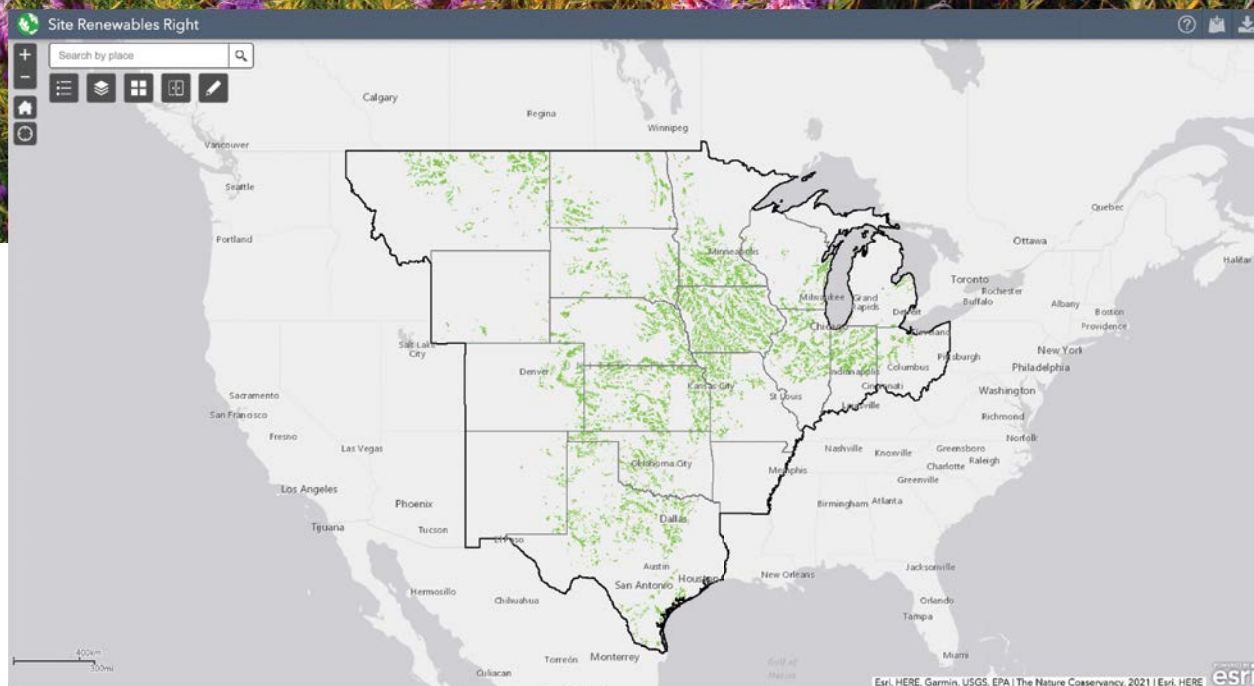 Site Renewables Right
Search by place
Calgary
Regina
Winnipeg
Vancouver
Seattle
Quebec
Portland
Ottawa
Halifax
Minneapolis
Toronto
Rochester
Milwaukee
Grand
Rapids
Buffalo
Albany
Boston
Detroit
Providence
Chicago
Cleveland
Salt Lake
City
Pittsburgh
New York
Denver
Indianapolis
Columbus
Philadelphia
Kansas City
Cincinnati
Sacramento
St Louis
Louisville
Washington
San Francisco
Richmond
Fresno
Norfolk
Las Vegas
Nashville
Knoxville
Greensboro
Oklahoma City
Memphis
Charlotte
Raleigh
Greenville
Los Angeles
Phoenix
Birmingham
Atlanta
Dallas
Tijuana
Tucson
El Paso
Austin
Jacksonville
San Antonio
Houston
New Orleans
Hermosillo
Chihuahua
Orlando
Tampa
400km
300mi
Torreón
Monterrey
Gulf of
Mexico
Miami
Culiacan
Esri, HERE, Garmin, USGS, EPA | The Nature Conservancy, 2021 | Esri, HERE
POWERED BY
esri